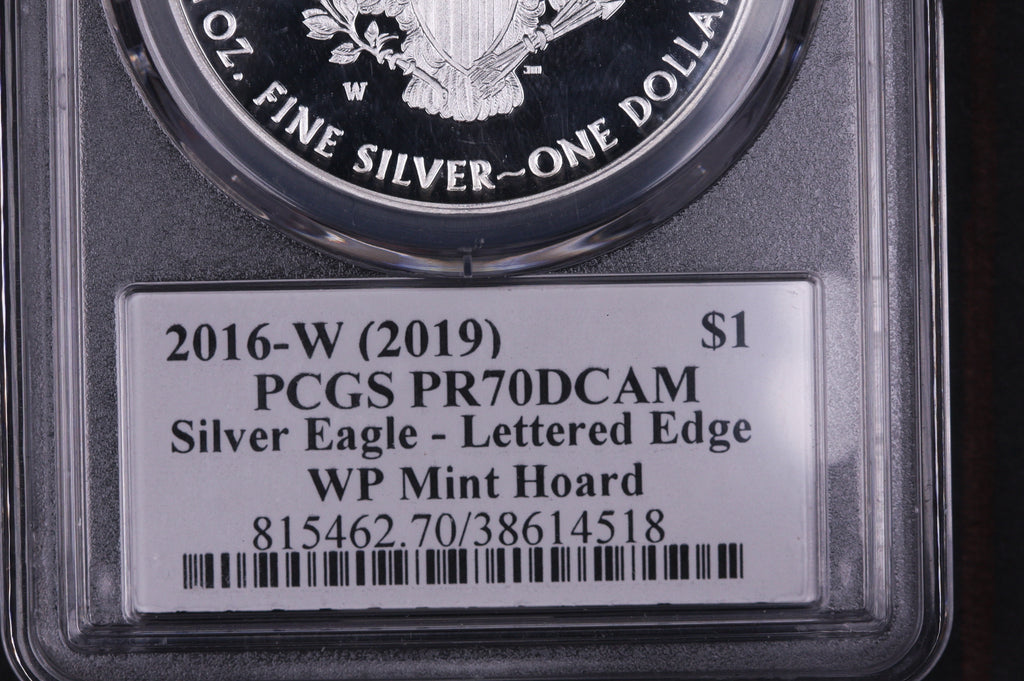 OZ. FINE SILVER~ONE DOLLA
W
2016-W (2019) $1
PCGS PR70DCAM
Silver Eagle - Lettered Edge
WP Mint Hoard
815462.70/38614518